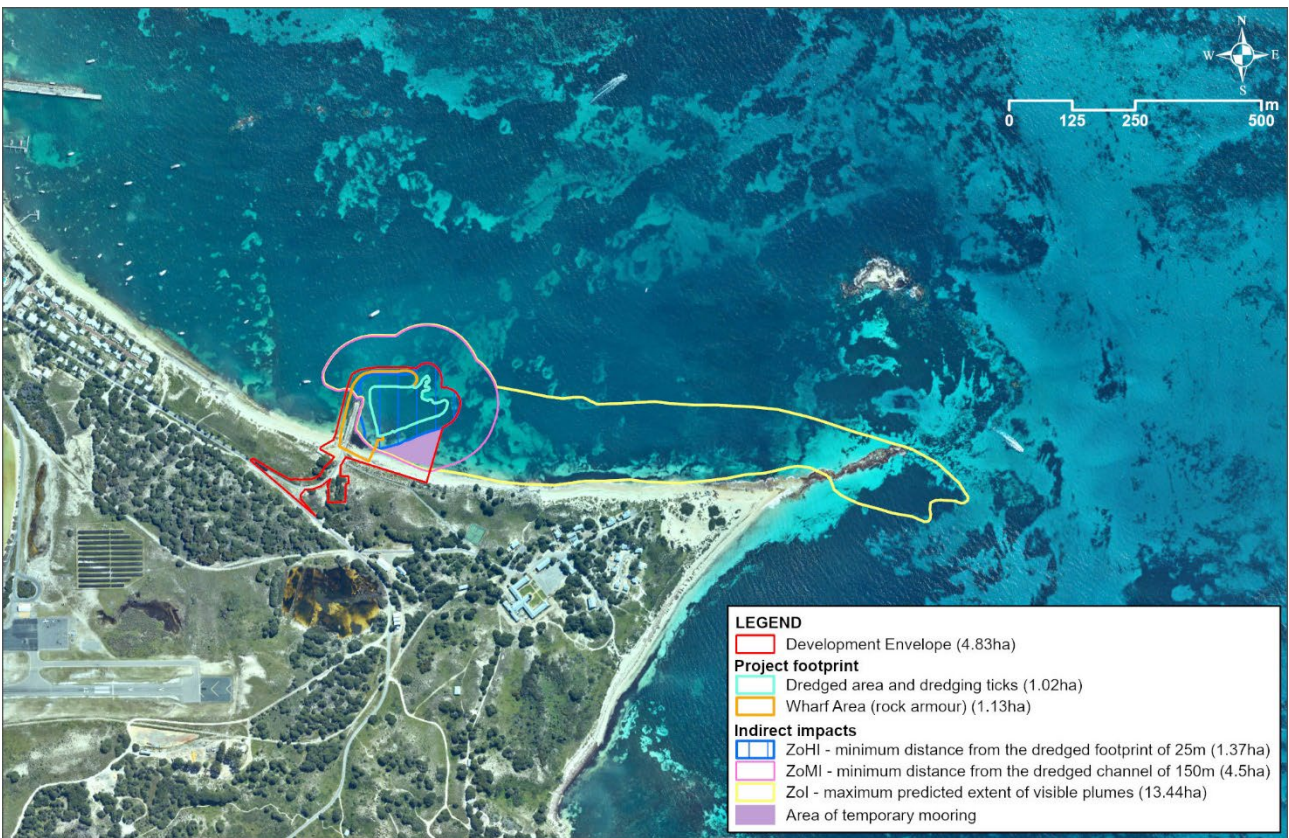 N
W E
S
m
0 125 250 500
LEGEND
Development Envelope (4.83ha)
Project footprint
Dredged area and dredging ticks (1.02ha)
Wharf Area (rock armour) (1.13ha)
Indirect impacts
ZoHI - minimum distance from the dredged footprint of 25m (1.37ha)
ZoMI - minimum distance from the dredged channel of 150m (4.5ha)
ZoI - maximum predicted extent of visible plumes (13.44ha)
Area of temporary mooring